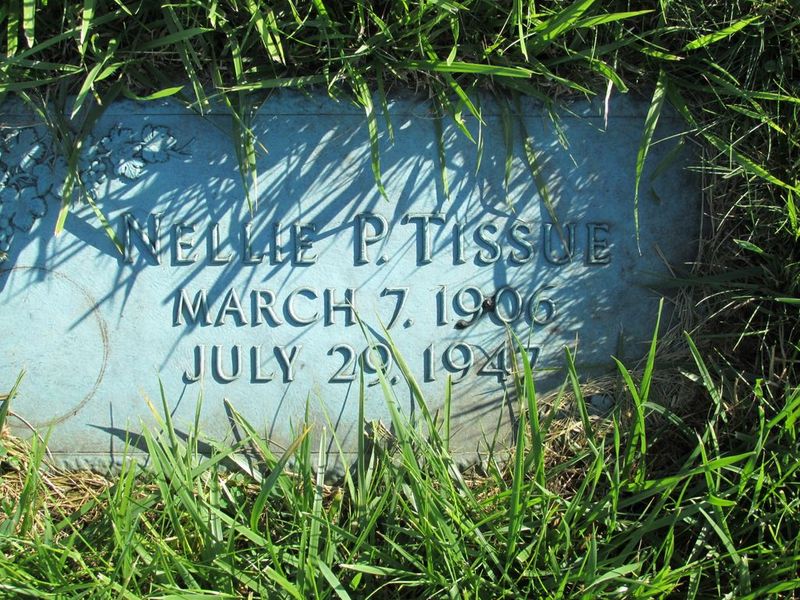 NELLIE P. TISSUE
MARCH 7. 1906
JULY 29. 1947